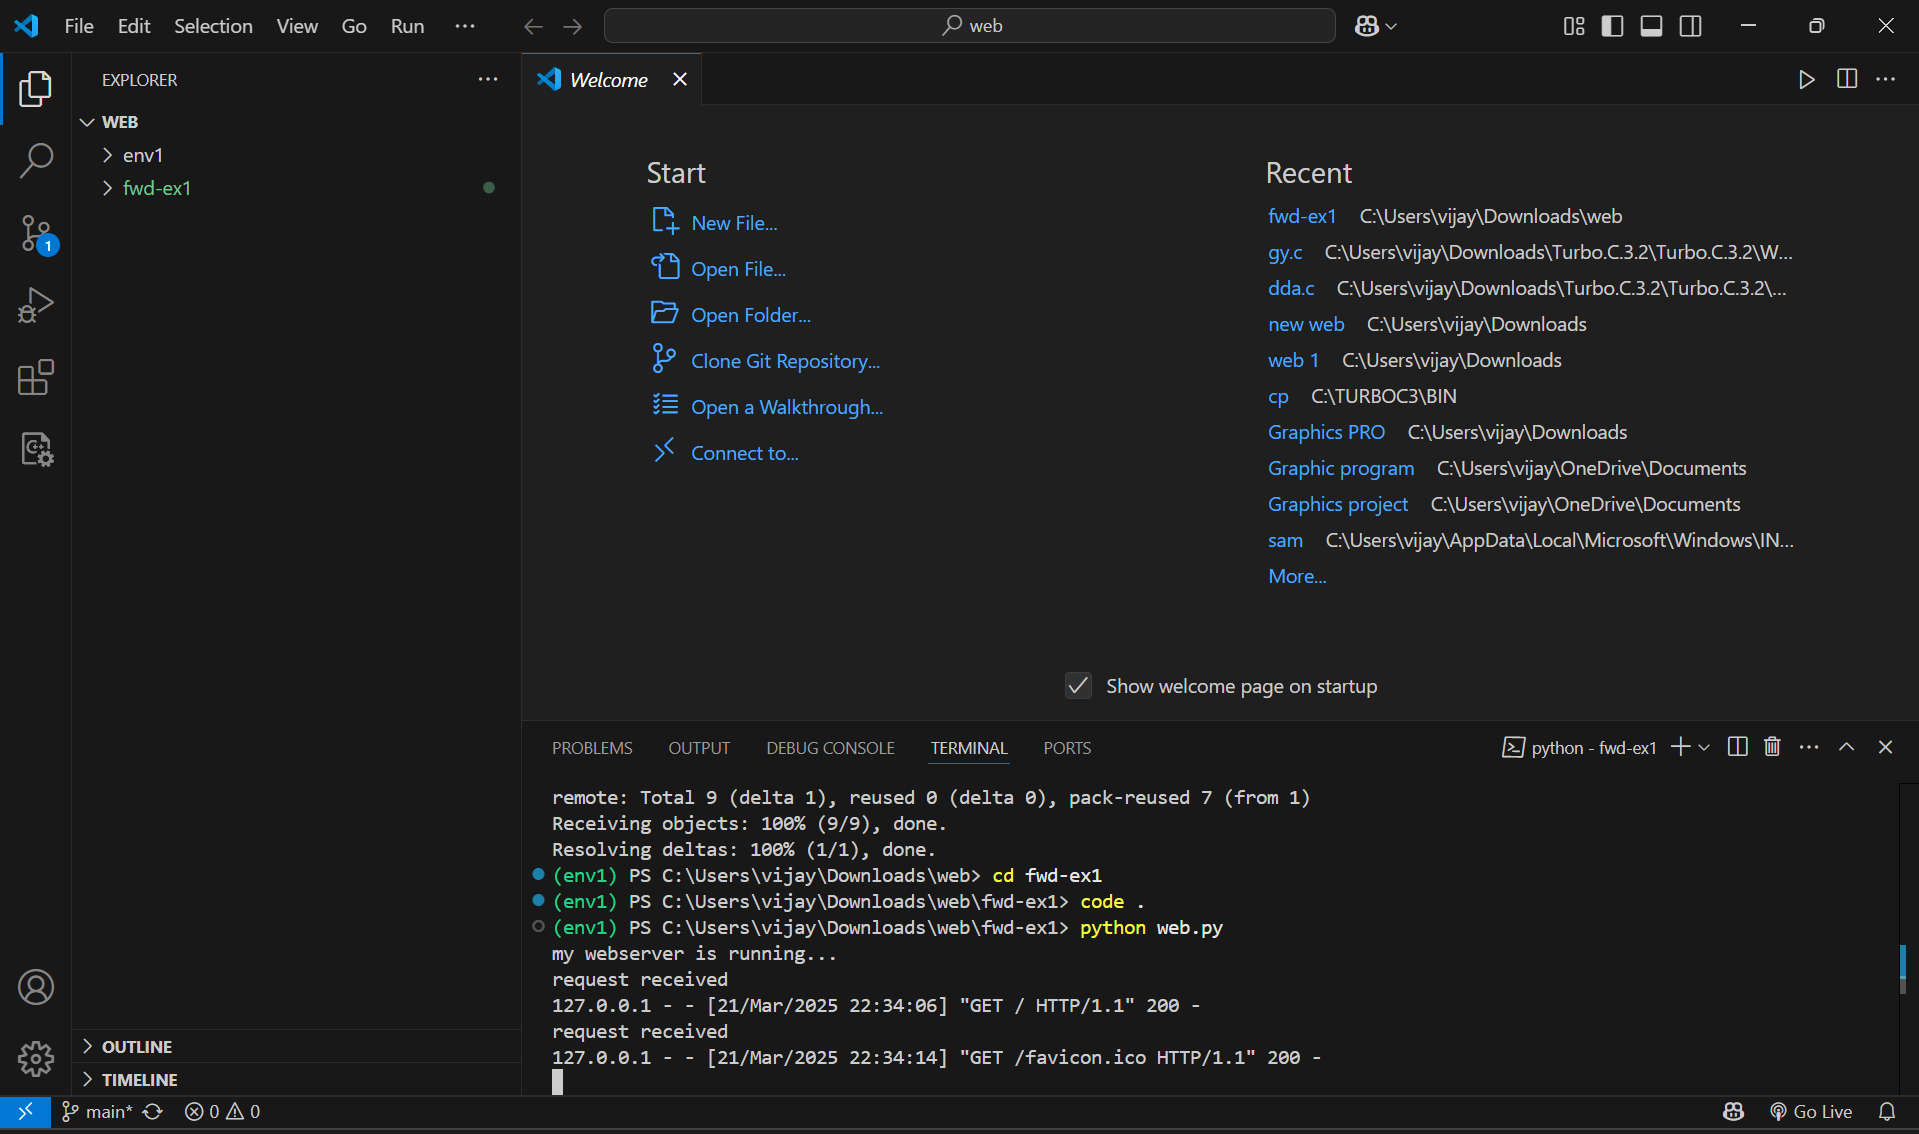 File Edit Selection View Go Run ···
web
EXPLORER ···
WEB
env1
fwd-ex1
1
Welcome
Start
New File...
Open File...
Open Folder...
Clone Git Repository...
Open a Walkthrough...
Connect to...
Recent
fwd-ex1 C:\Users\vijay\Downloads\web
gy.c C:\Users\vijay\Downloads\Turbo.C.3.2\Turbo.C.3.2\W...
dda.c C:\Users\vijay\Downloads\Turbo.C.3.2\Turbo.C.3.2\...
new web C:\Users\vijay\Downloads
web 1 C:\Users\vijay\Downloads
cp C:\TURBOC3\BIN
Graphics PRO C:\Users\vijay\Downloads
Graphic program C:\Users\vijay\OneDrive\Documents
Graphics project C:\Users\vijay\OneDrive\Documents
sam C:\Users\vijay\AppData\Local\Microsoft\Windows\IN...
More...
Show welcome page on startup
PROBLEMS OUTPUT DEBUG CONSOLE TERMINAL PORTS
python - fwd-ex1
remote: Total 9 (delta 1), reused 0 (delta 0), pack-reused 7 (from 1)
Receiving objects: 100% (9/9), done.
Resolving deltas: 100% (1/1), done.
(env1) PS C:\Users\vijay\Downloads\web> cd fwd-ex1
(env1) PS C:\Users\vijay\Downloads\web\fwd-ex1> code .
(env1) PS C:\Users\vijay\Downloads\web\fwd-ex1> python web.py
my webserver is running...
request received
127.0.0.1 - - [21/Mar/2025 22:34:06] "GET / HTTP/1.1" 200 -
request received
127.0.0.1 - - [21/Mar/2025 22:34:14] "GET /favicon.ico HTTP/1.1" 200 -
OUTLINE
TIMELINE
main* 0 0
Go Live